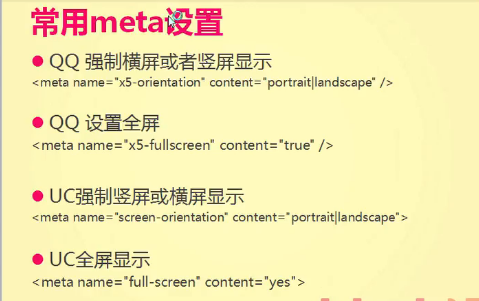 常用meta设置
QQ 强制横屏或者竖屏显示
<meta name="x5-orientation" content="portrait|landscape" />
QQ 设置全屏
<meta name="x5-fullscreen" content="true" />
UC强制竖屏或横屏显示
<meta name="screen-orientation" content="portrait|landscape">
UC全屏显示
<meta name="full-screen" content="yes">